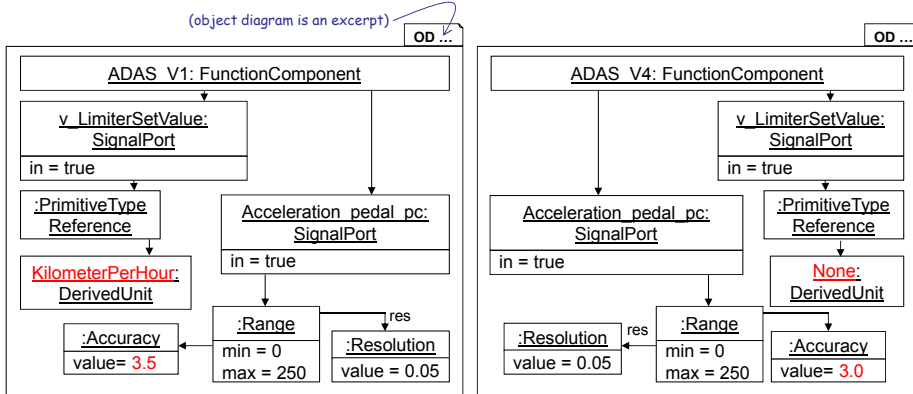 (object diagram is an excerpt)
OD ...
ADAS_V1: FunctionComponent
v_LimiterSetValue:
SignalPort
in = true
:PrimitiveType
Reference
KilometerPerHour:
DerivedUnit
Acceleration_pedal_pc:
SignalPort
in = true
:Range
min = 0
max = 250
res
:Accuracy
value= 3.5
:Resolution
value = 0.05
OD ...
ADAS_V4: FunctionComponent
v_LimiterSetValue:
SignalPort
in = true
:PrimitiveType
Reference
None:
DerivedUnit
Acceleration_pedal_pc:
SignalPort
in = true
:Range
min = 0
max = 250
res
:Resolution
value = 0.05
:Accuracy
value= 3.0